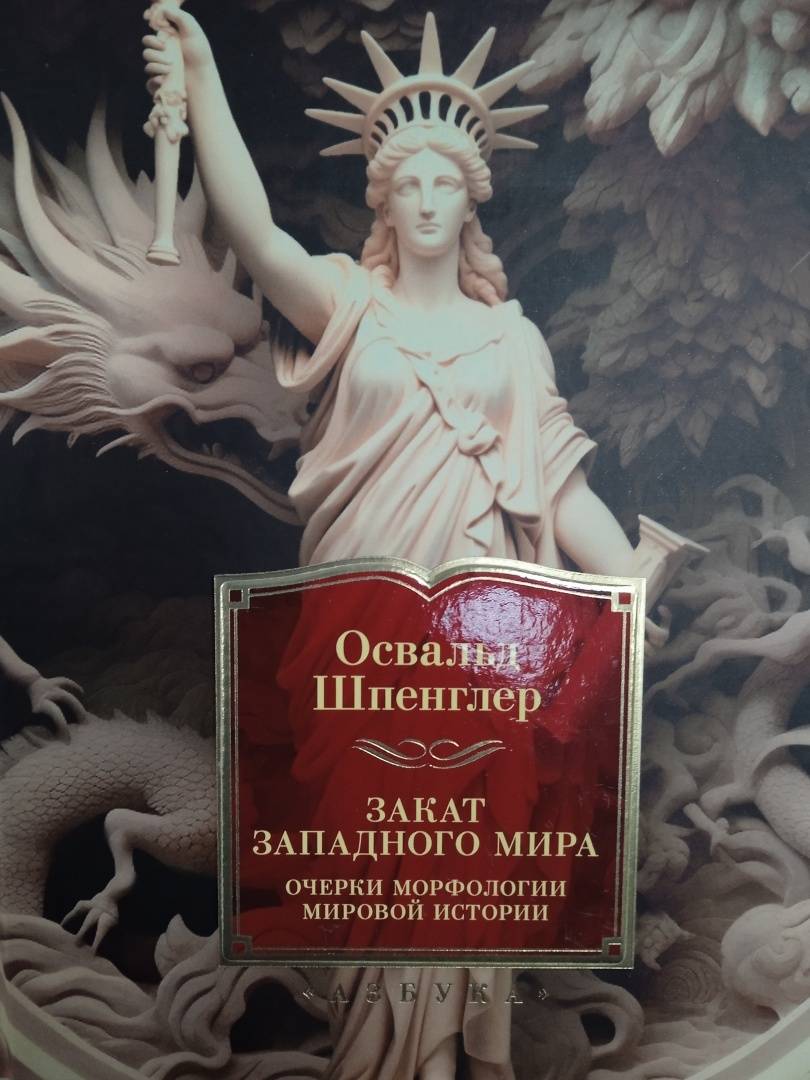 Освальд
Шпенглер
ЗАКАТ
ЗАПАДНОГО МИРА
ОЧЕРКИ МОРФОЛОГИИ
МИРОВОЙ ИСТОРИИ
«АЗБУКА»